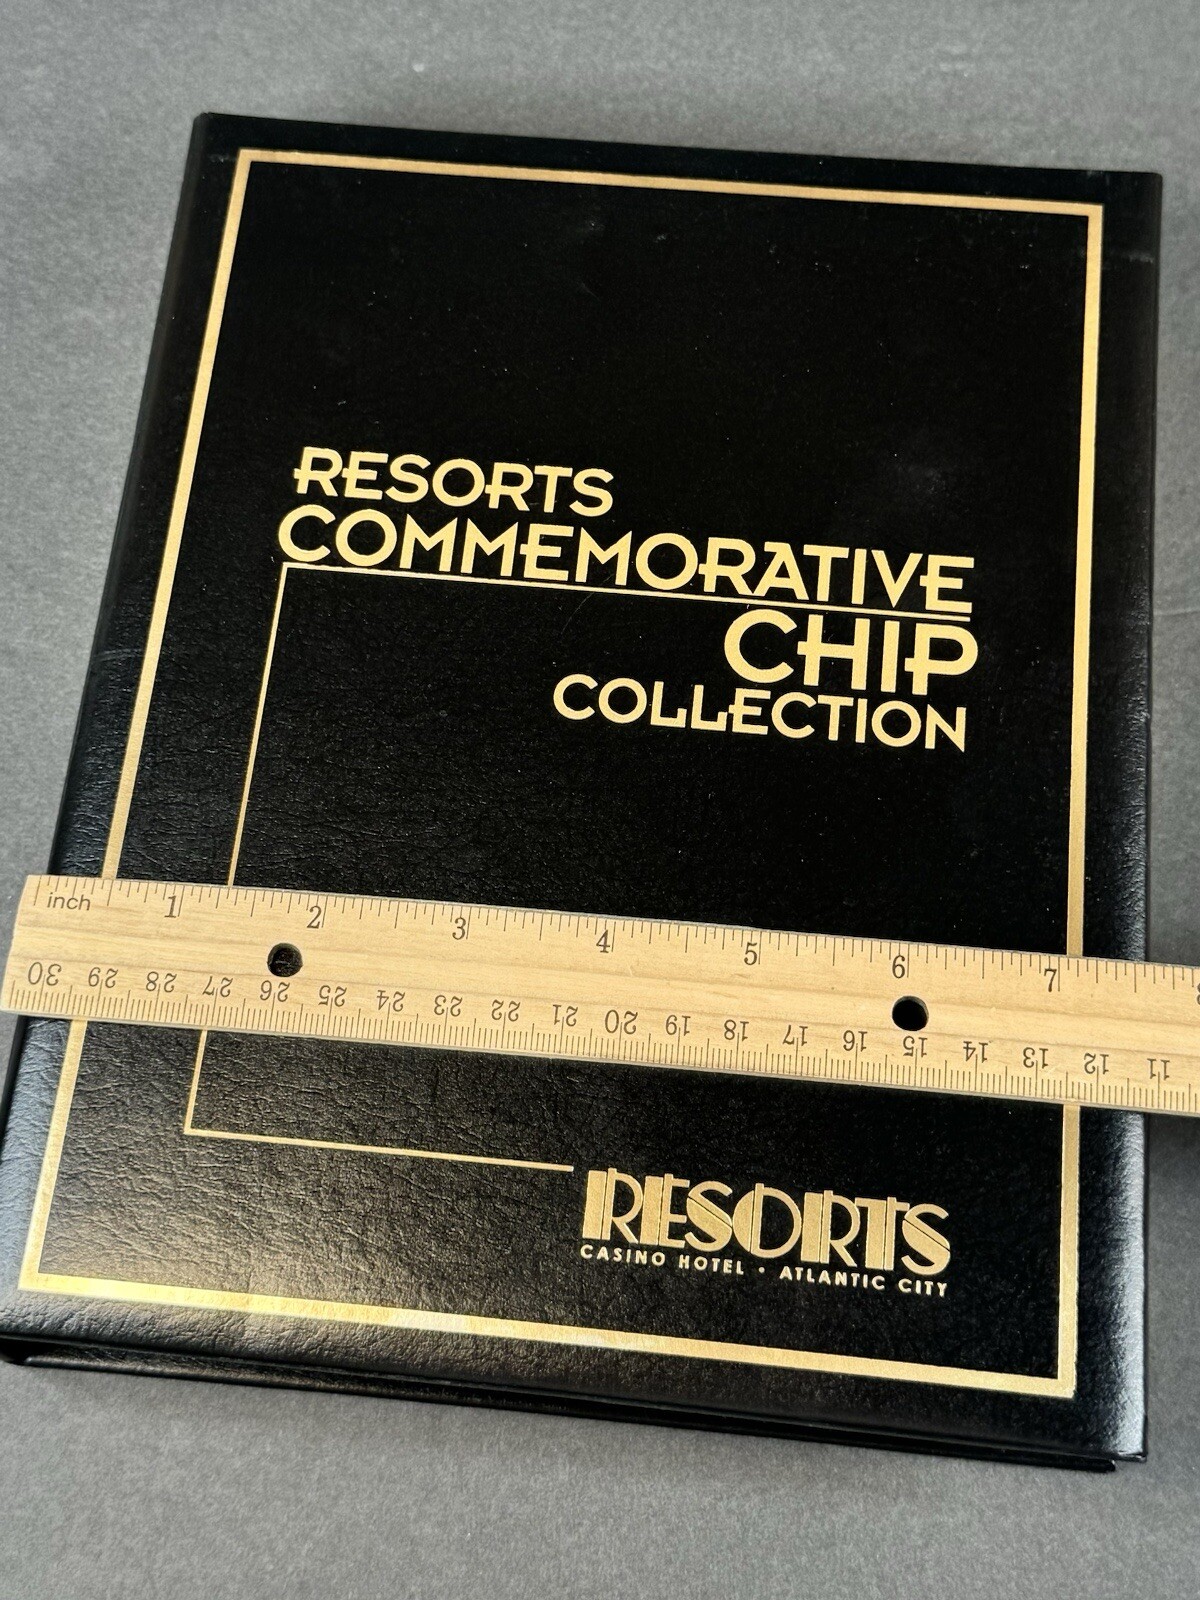 RESORTS
COMMEMORATIVE
CHIP
COLLECTION
inch 1 2 3 4 5 6 7
30 29 28 27 26 25 24 23 22 21 20 19 18 17 16 15 14 13 12 11
RESORTS
CASINO HOTEL • ATLANTIC CITY